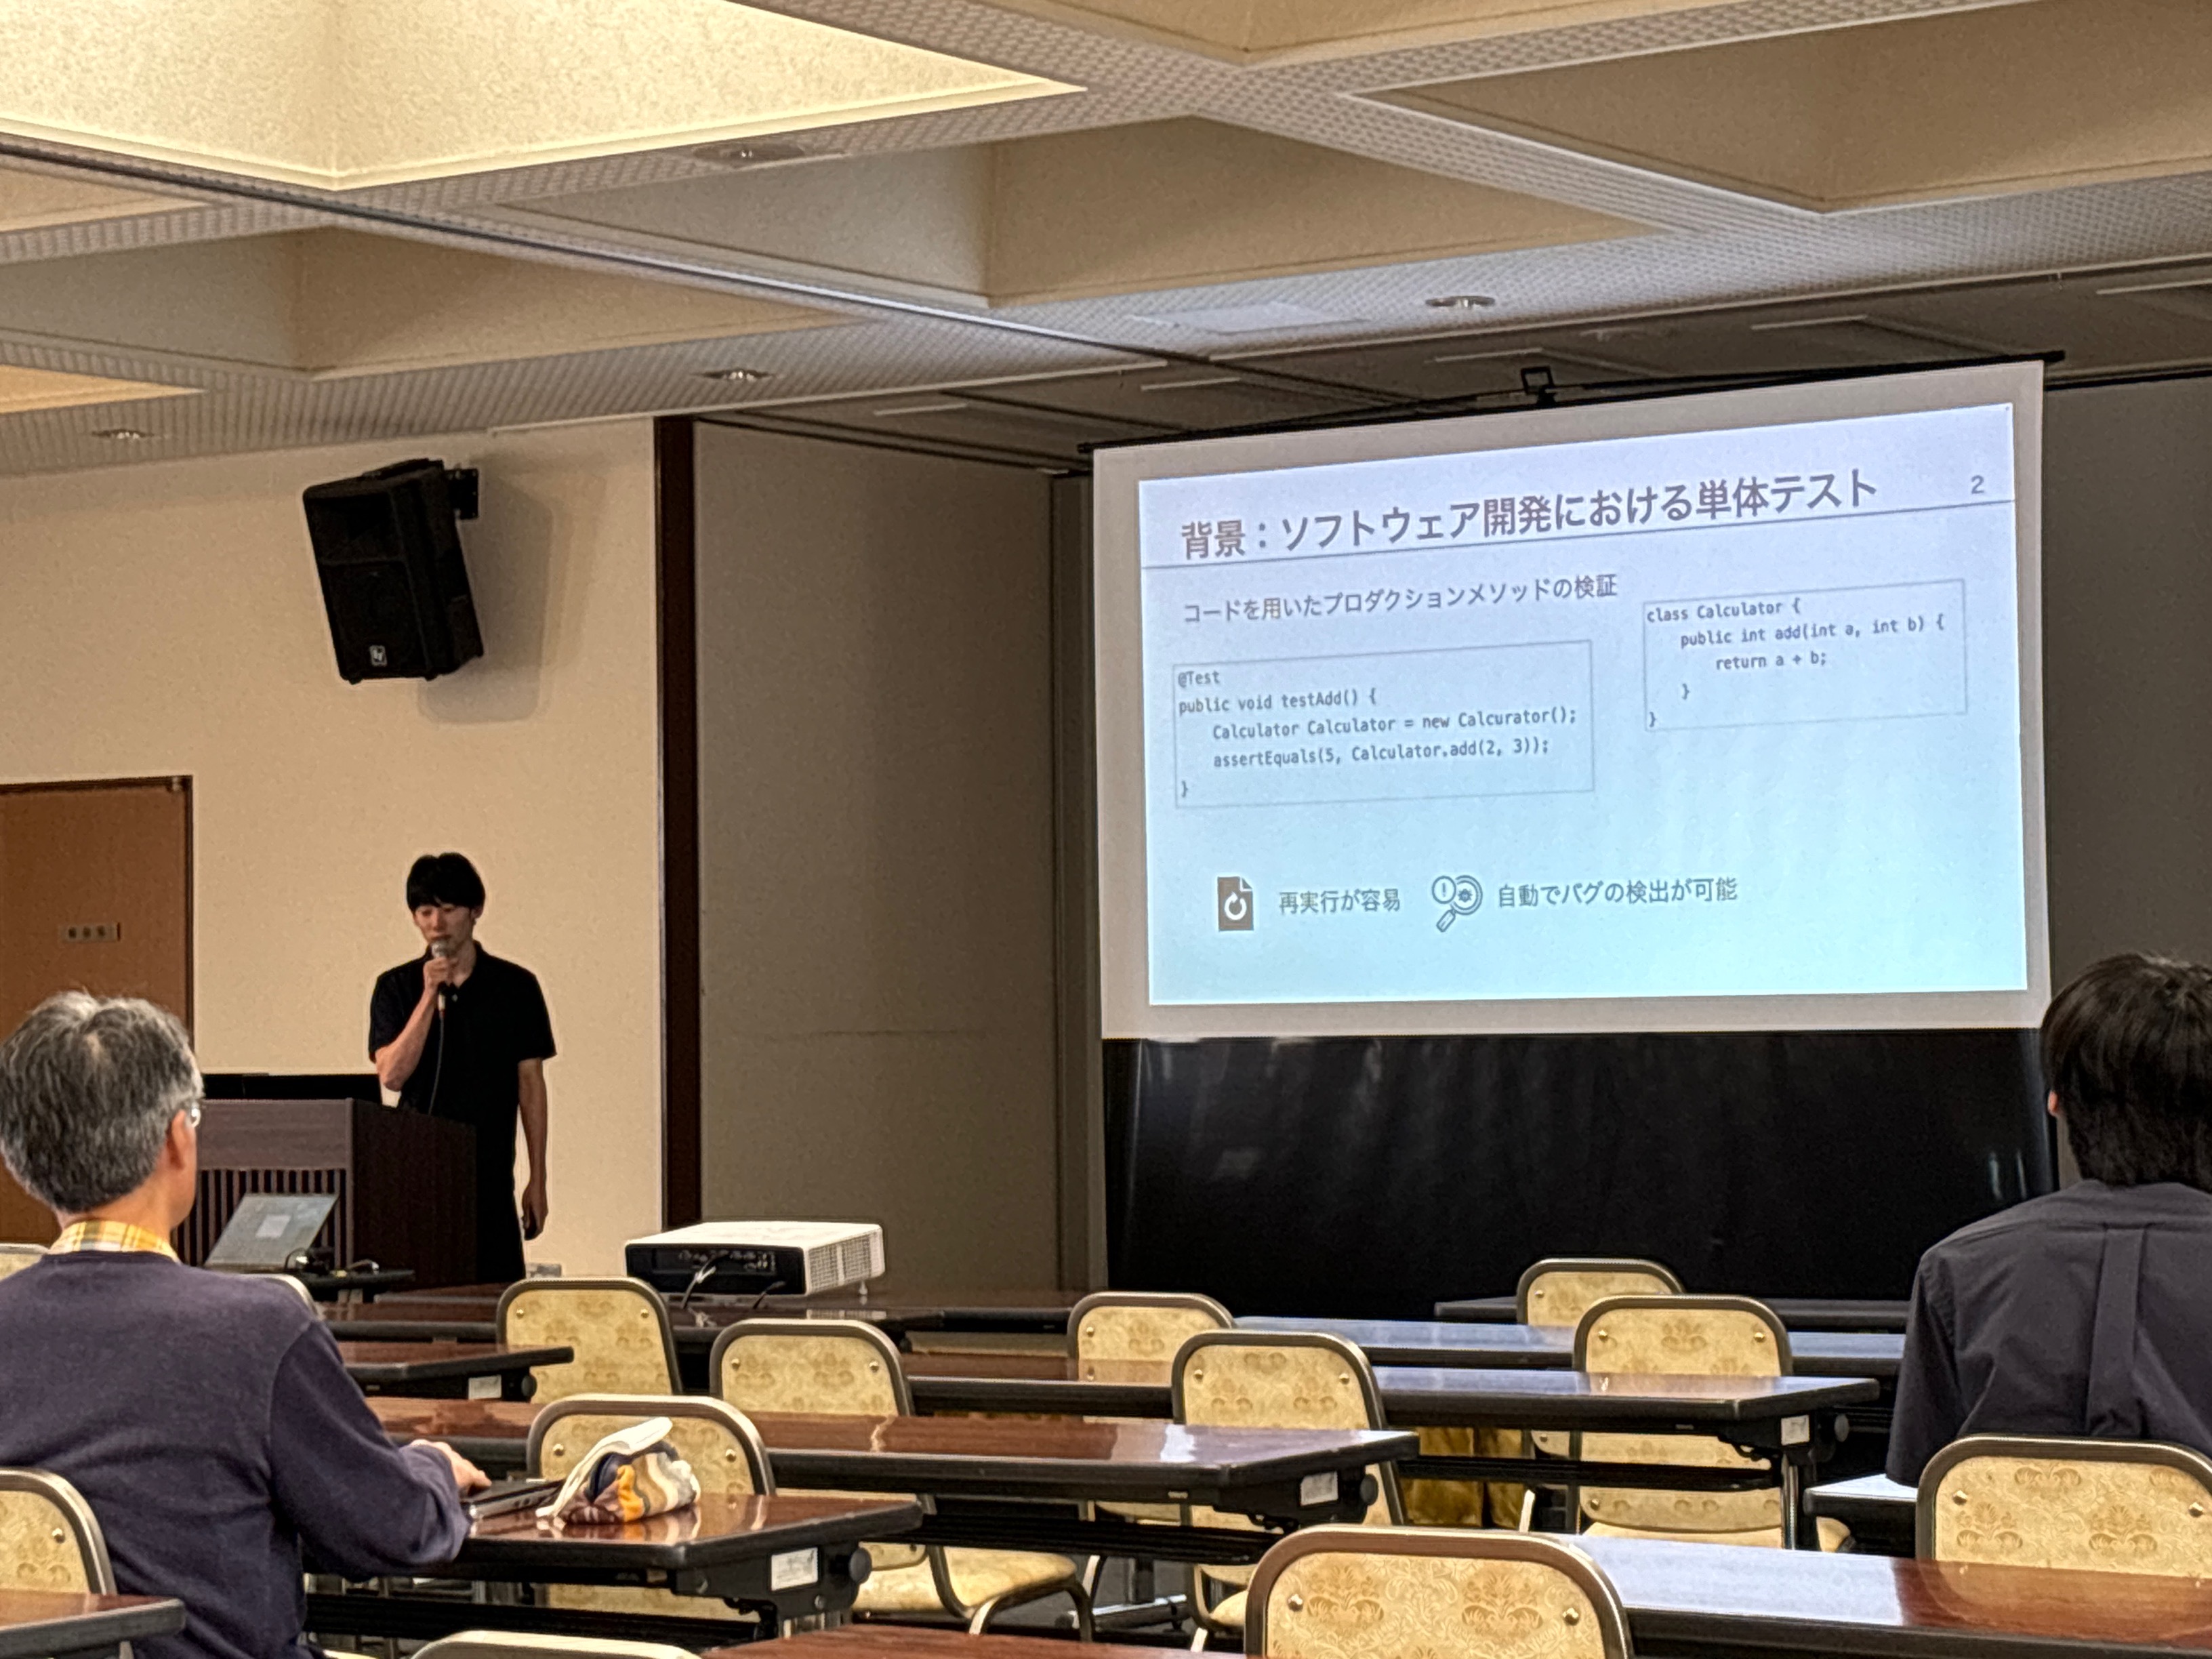 背景：ソフトウェア開発における単体テスト
2
コードを用いたプロダクションメソッドの検証
@Test
public void testAdd() {
Calculator Calculator = new Calcurator();
assertEquals(5, Calculator.add(2, 3));
}
class Calculator {
public int add(int a, int b) {
return a + b;
}
}
再実行が容易
自動でバグの検出が可能